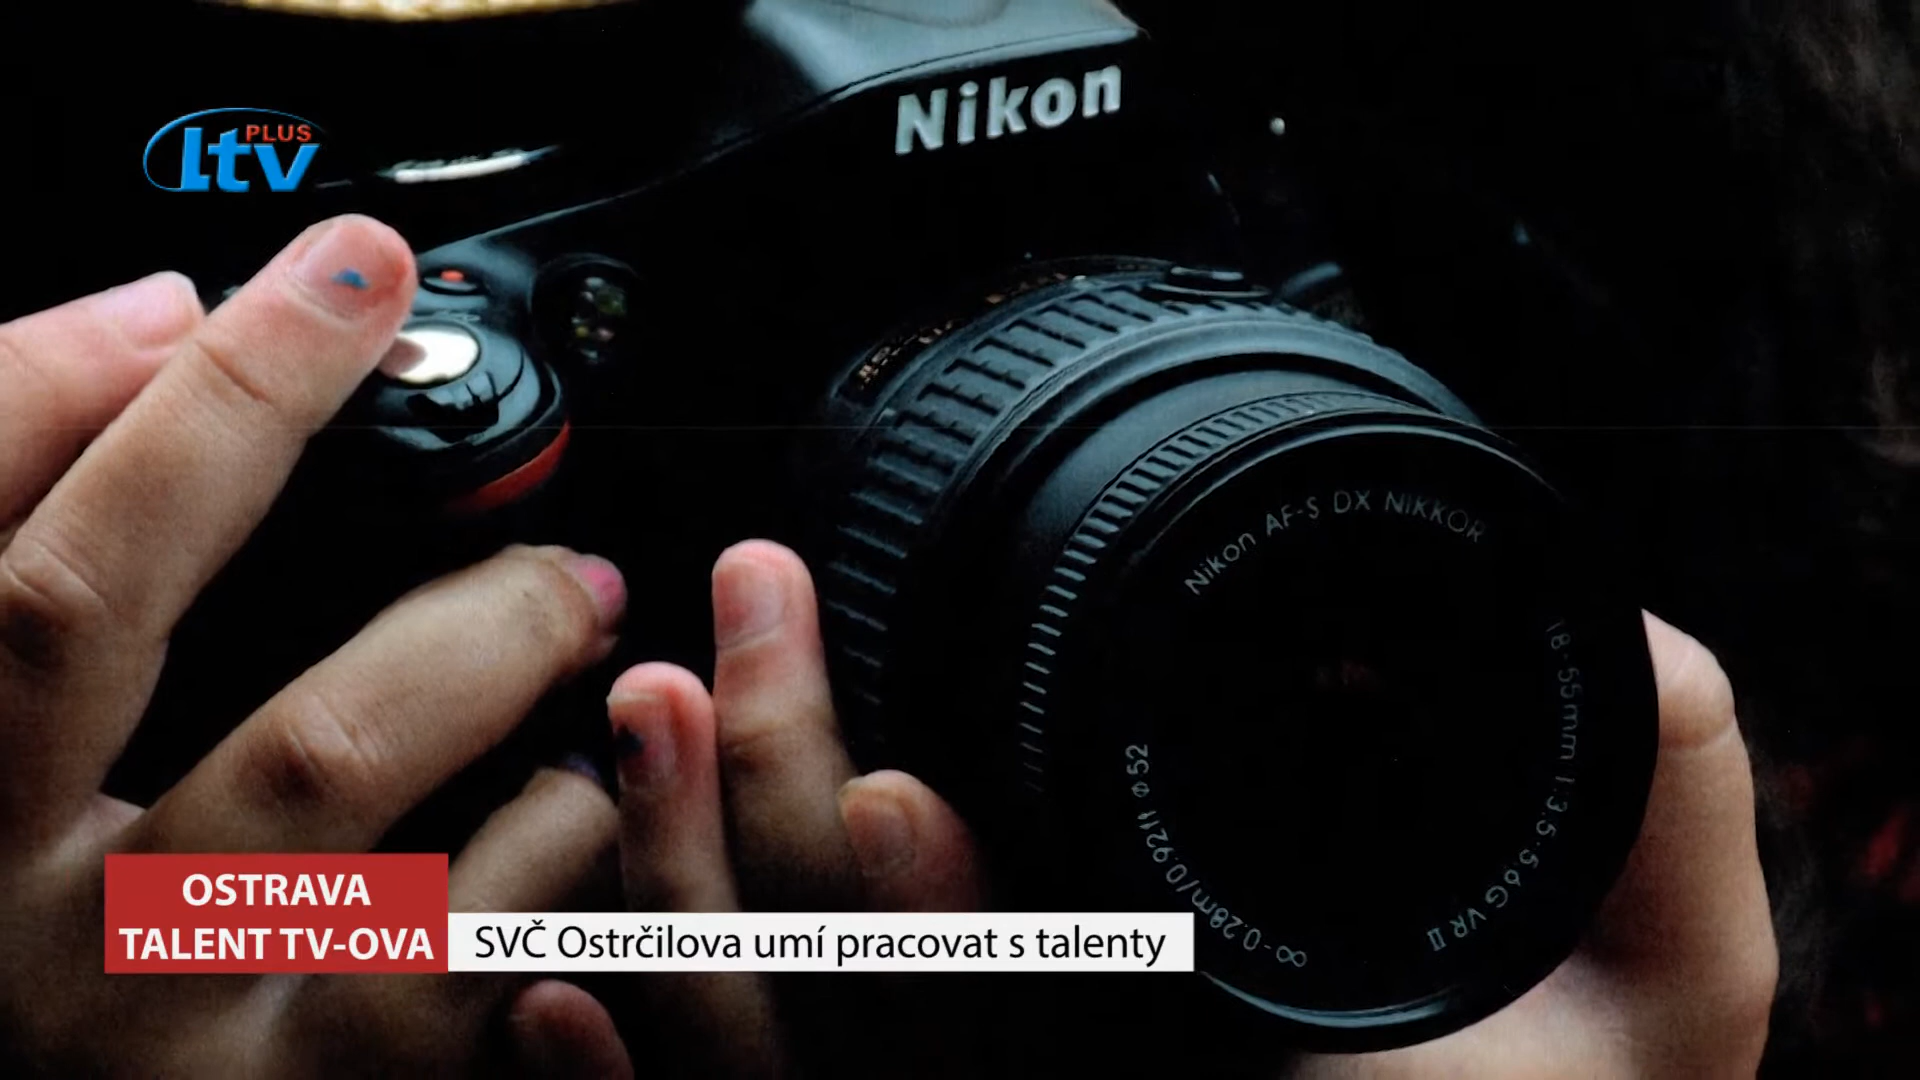 Nikon
ltv PLUS
Nikon AF-S DX NIKKOR
18-55mm 1:3.5-5.6G VR II
∞-0.28m/0.92ft ⌀52
OSTRAVA
TALENT TV-OVA
SVČ Ostrčilova umí pracovat s talenty